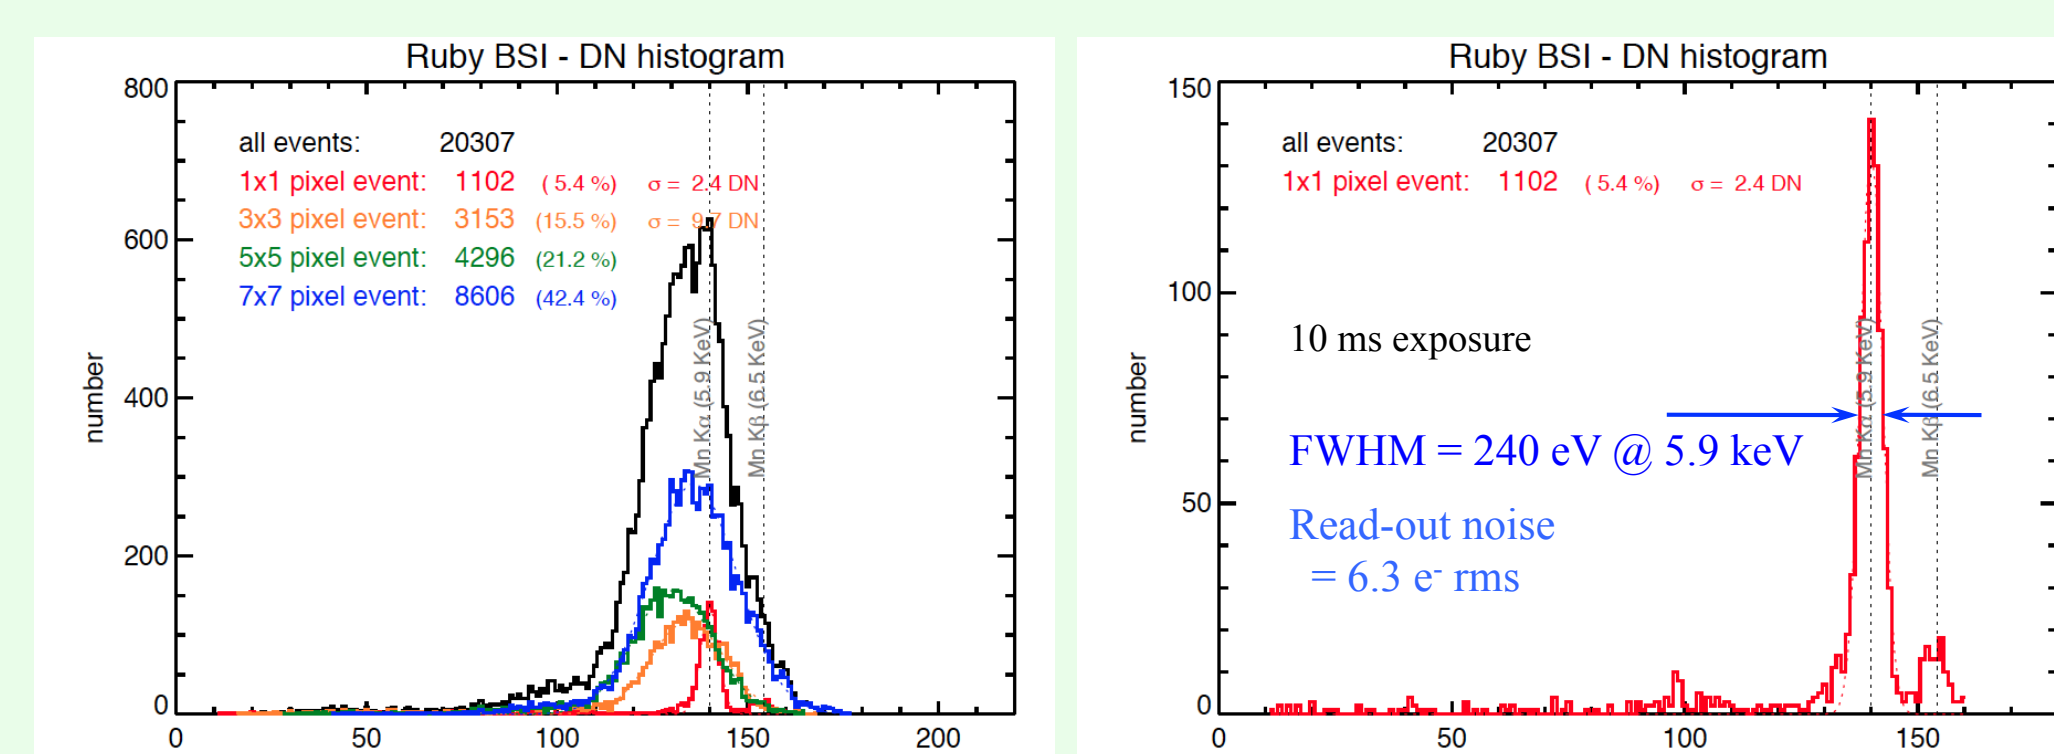 Ruby BSI - DN histogram
800
600
400
200
0
number
all events: 20307
1x1 pixel event: 1102 ( 5.4 %) σ = 2.4 DN
3x3 pixel event: 3153 (15.5 %) σ = 9.7 DN
5x5 pixel event: 4296 (21.2 %)
7x7 pixel event: 8606 (42.4 %)
Mn Kα (5.9 KeV)
Mn Kβ (6.5 KeV)
0 50 100 150 200
Ruby BSI - DN histogram
150
100
50
0
number
all events: 20307
1x1 pixel event: 1102 ( 5.4 %) σ = 2.4 DN
10 ms exposure
FWHM = 240 eV @ 5.9 keV
Read-out noise
= 6.3 e- rms
Mn Kα (5.9 KeV)
Mn Kβ (6.5 KeV)
0 50 100 150